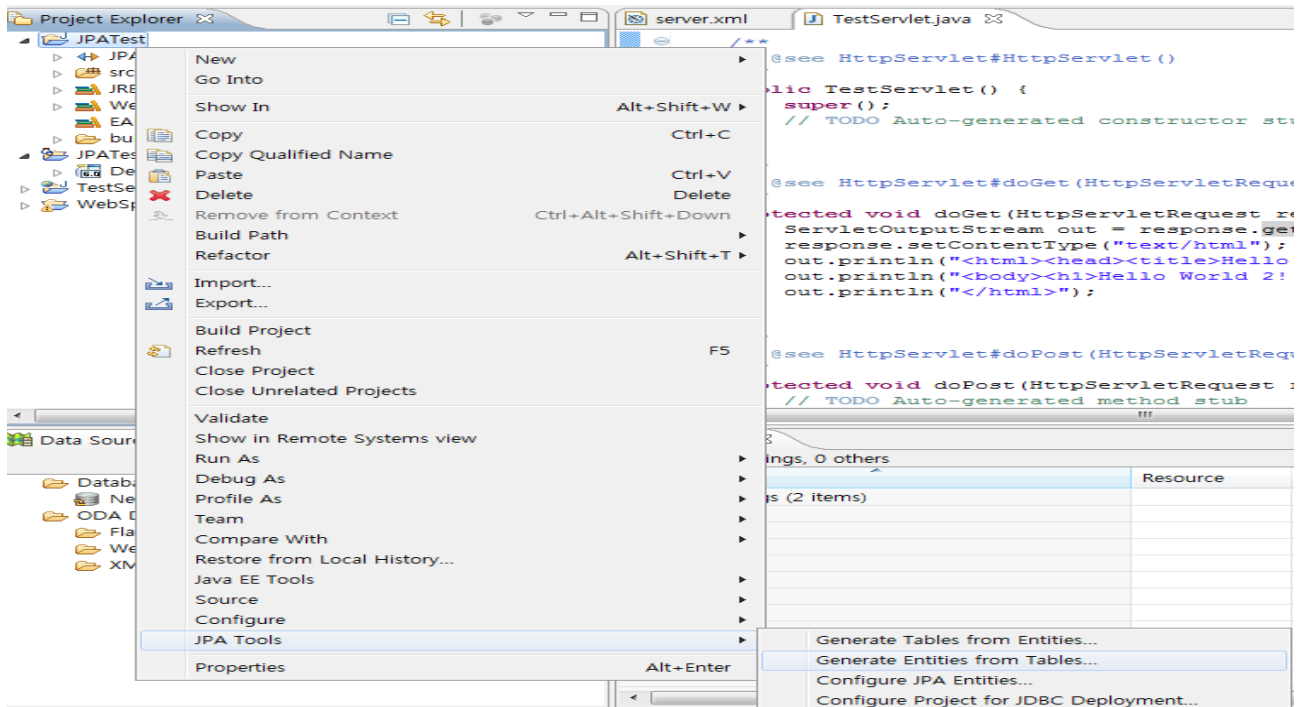 Project Explorer
JPATest
JPA
src
JRE
We
EA
bu
JPATes
De
TestSe
WebSp
New
Go Into
Show In Alt+Shift+W
Copy Ctrl+C
Copy Qualified Name
Paste Ctrl+V
Delete Delete
Remove from Context Ctrl+Alt+Shift+Down
Build Path
Refactor Alt+Shift+T
Import...
Export...
Build Project
Refresh F5
Close Project
Close Unrelated Projects
Validate
Show in Remote Systems view
Run As
Debug As
Profile As
Team
Compare With
Restore from Local History...
Java EE Tools
Source
Configure
JPA Tools
Properties Alt+Enter
Generate Tables from Entities...
Generate Entities from Tables...
Configure JPA Entities...
Configure Project for JDBC Deployment...
server.xml TestServlet.java
/**
@see HttpServlet#HttpServlet()
lic TestServlet() {
super();
// TODO Auto-generated constructor stu
@see HttpServlet#doGet(HttpServletReque
tected void doGet(HttpServletRequest re
ServletOutputStream out = response.get
response.setContentType("text/html");
out.println("<html><head><title>Hello
out.println("<body><h1>Hello World 2!
out.println("</html>");
@see HttpServlet#doPost(HttpServletRequ
tected void doPost(HttpServletRequest r
// TODO Auto-generated method stub
Data Sour
Databa
Ne
ODA D
Fla
We
XM
ings, 0 others
Resource
gs (2 items)